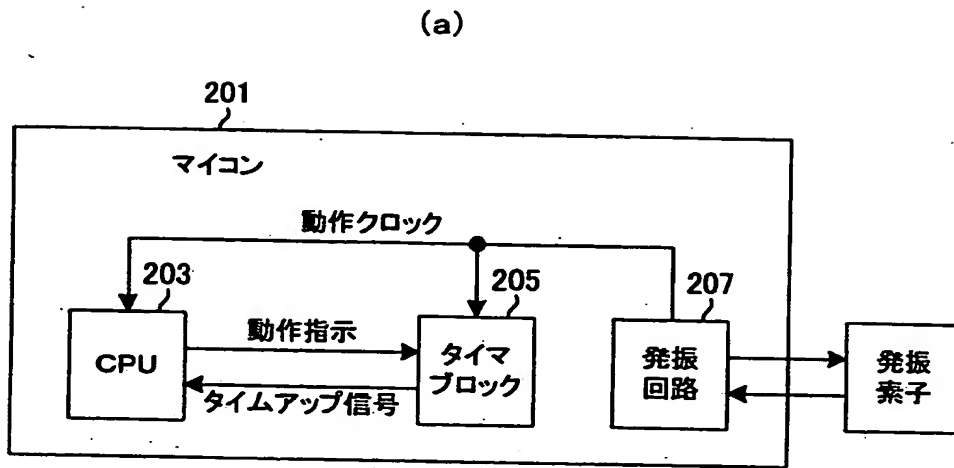 (a)
201
マイコン
動作クロック
203
205
207
CPU
動作指示
タイムアップ信号
タイマ
ブロック
発振
回路
発振
素子